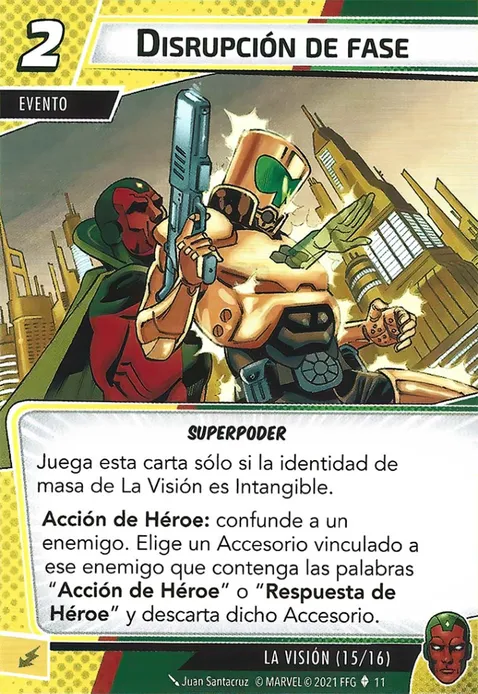 2
DISRUPCIÓN DE FASE
EVENTO
SUPERPODER
Juega esta carta sólo si la identidad de
masa de La Visión es Intangible.
Acción de Héroe: confunde a un
enemigo. Elige un Accesorio vinculado a
ese enemigo que contenga las palabras
“Acción de Héroe” o “Respuesta de
Héroe” y descarta dicho Accesorio.
LA VISIÓN (15/16)
Juan Santacruz © MARVEL © 2021 FFG 11